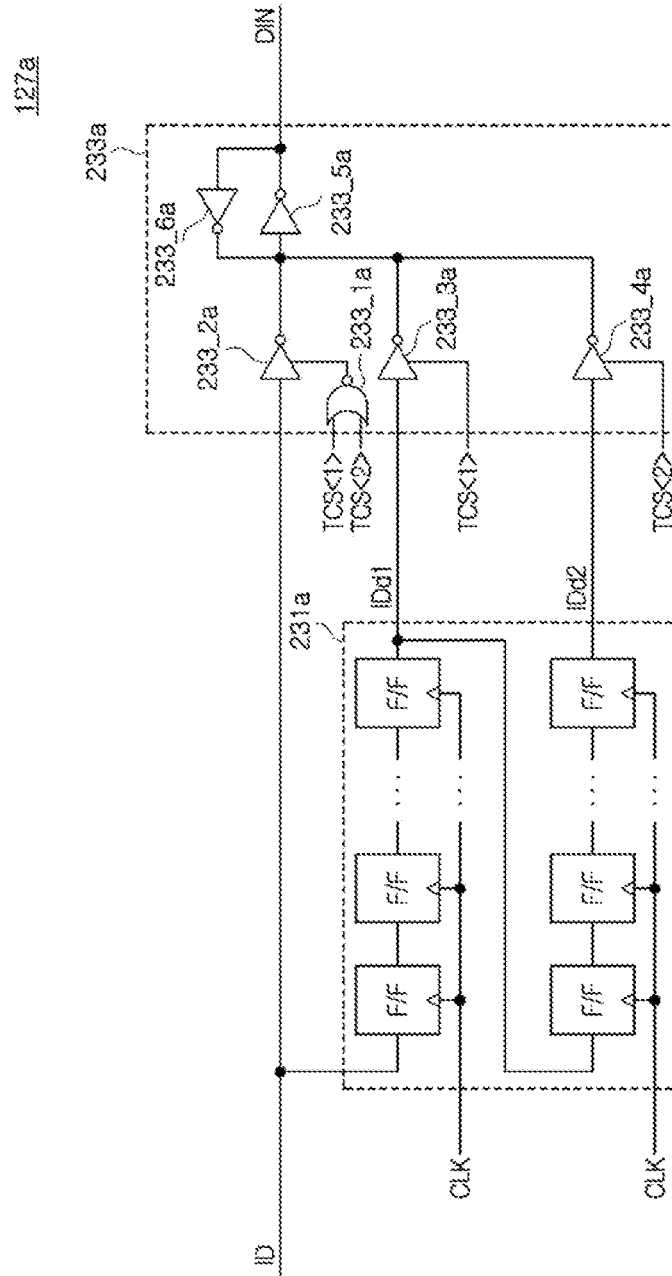 127a
233a
233_6a
DIN
233_2a
233_5a
ID
TCS<1>
TCS<2>
233_1a
231a
IDd1
233_3a
F/F
F/F
. . .
F/F
CLK
. . .
TCS<1>
IDd2
233_4a
F/F
F/F
. . .
F/F
CLK
. . .
TCS<2>